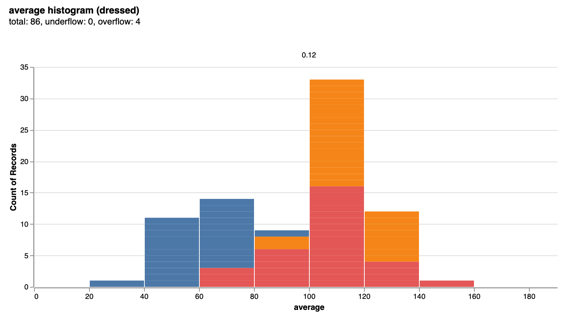 average histogram (dressed)
total: 86, underflow: 0, overflow: 4
0.12
35
30
25
20
15
10
5
0
Count of Records
0 20 40 60 80 100 120 140 160 180
average